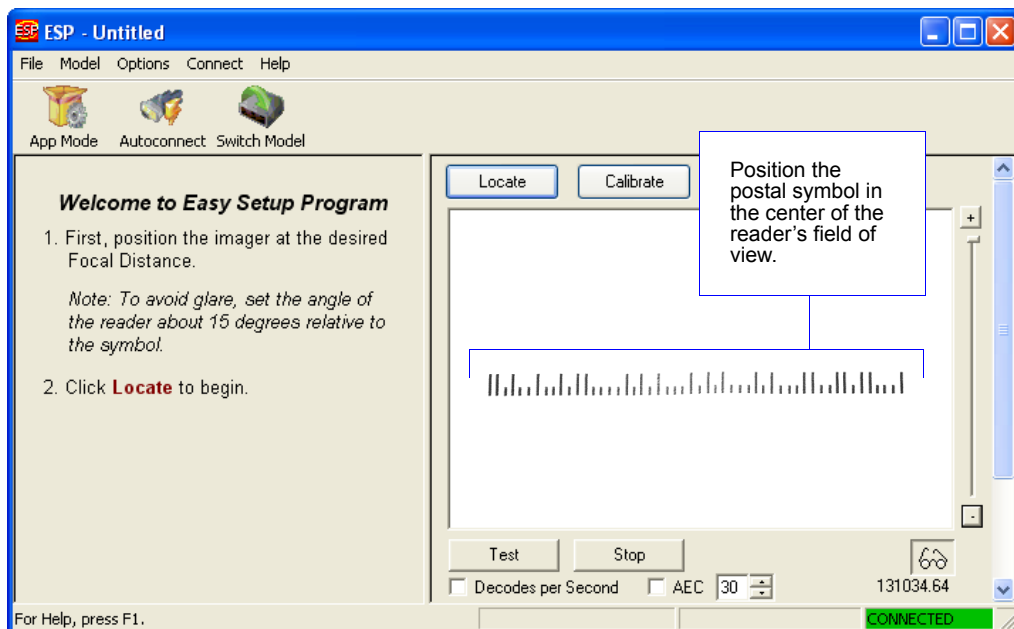 ESP - Untitled
File Model Options Connect Help
App Mode Autoconnect Switch Model
Welcome to Easy Setup Program
1. First, position the imager at the desired
Focal Distance.
Note: To avoid glare, set the angle of
the reader about 15 degrees relative to
the symbol.
2. Click Locate to begin.
Locate Calibrate
Position the
postal symbol in
the center of the
reader's field of
view.
+
-
Test Stop
Decodes per Second AEC 30
131034.64
For Help, press F1.
CONNECTED